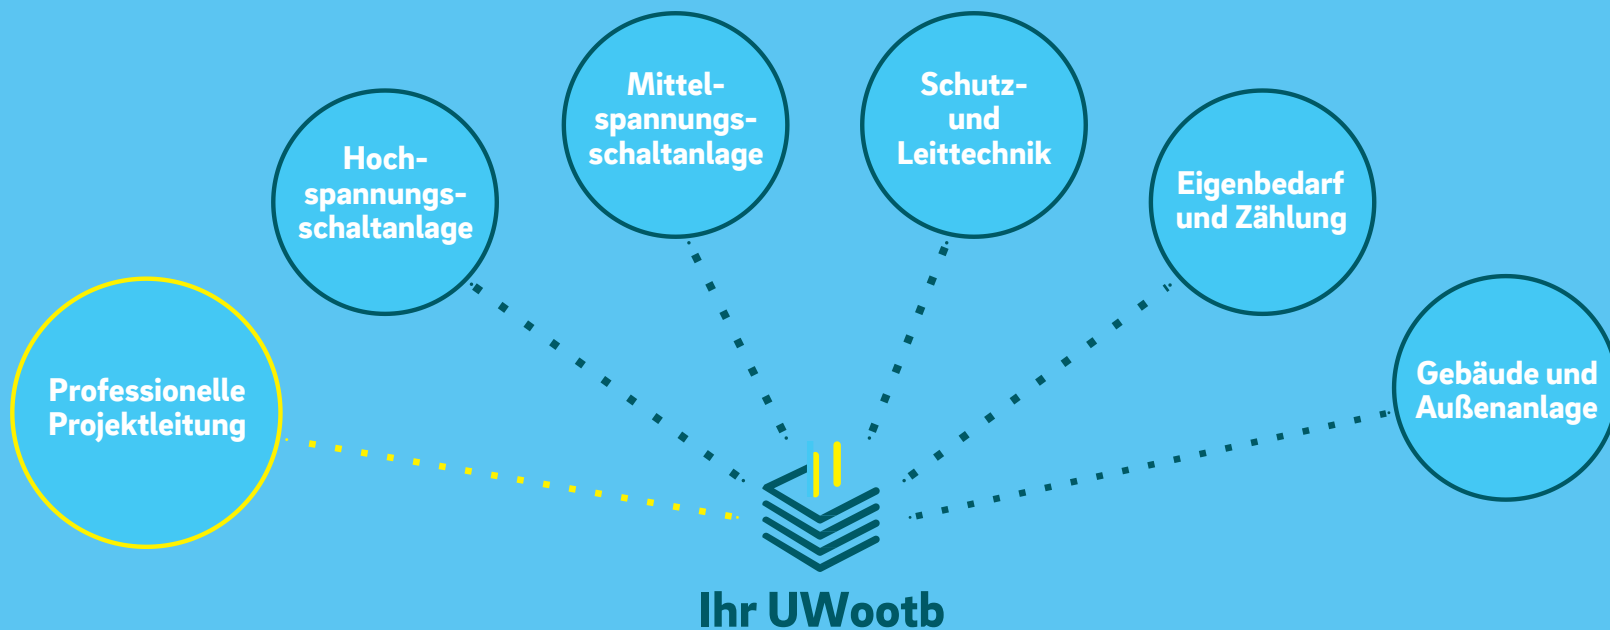 Professionelle
Projektleitung
Hoch-
spannungs-
schaltanlage
Mittel-
spannungs-
schaltanlage
Schutz-
und
Leittechnik
Eigenbedarf
und Zählung
Gebäude und
Außenanlage
Ihr UWootb